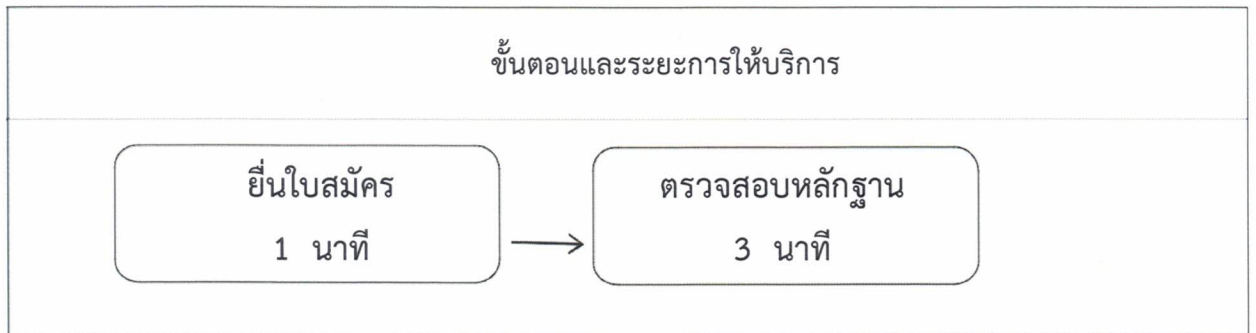 ขั้นตอนและระยะการให้บริการ
ยื่นใบสมัคร
1 นาที
ตรวจสอบหลักฐาน
3 นาที